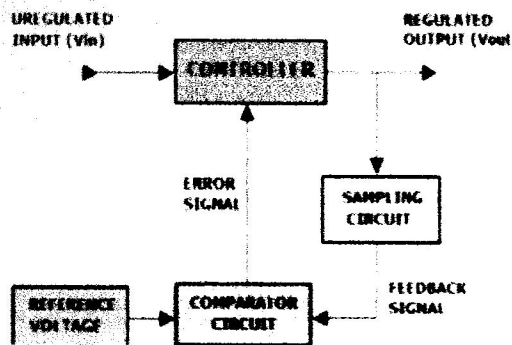 UREGULATED
INPUT (Vin)
REGULATED
OUTPUT (Vout
CONTROLLER
ERROR
SIGNAL
SAMPLING
CIRCUIT
REFERENCE
VOLTAGE
COMPARATOR
CIRCUIT
FEEDBACK
SIGNAL